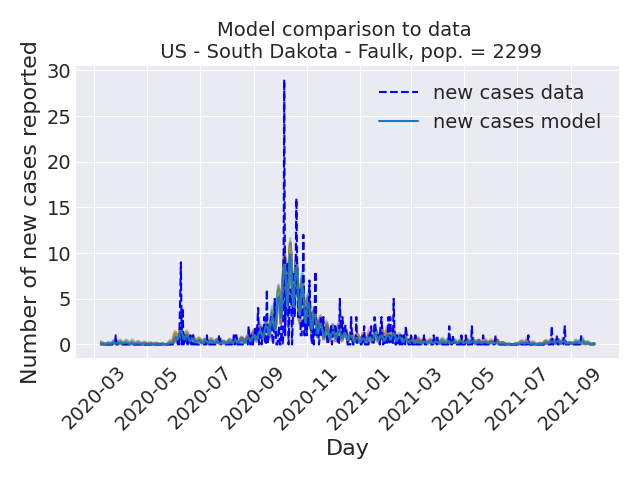 Model comparison to data
US - South Dakota - Faulk, pop. = 2299
Number of new cases reported
30
25
20
15
10
5
0
new cases data
new cases model
2020-03
2020-05
2020-07
2020-09
2020-11
2021-01
2021-03
2021-05
2021-07
2021-09
Day